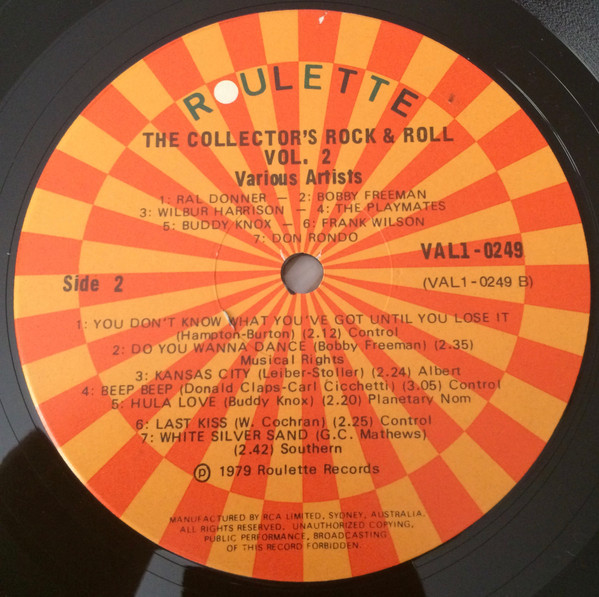 ROULETTE
THE COLLECTOR'S ROCK & ROLL
VOL. 2
Various Artists
1: RAL DONNER — 2: BOBBY FREEMAN
3: WILBUR HARRISON — 4: THE PLAYMATES
5: BUDDY KNOX — 6: FRANK WILSON
7: DON RONDO
VAL1-0249
Side 2
(VAL1-0249 B)
1: YOU DON'T KNOW WHAT YOU'VE GOT UNTIL YOU LOSE IT
(Hampton-Burton) (2.12) Control
2: DO YOU WANNA DANCE (Bobby Freeman) (2.35)
Musical Rights
3: KANSAS CITY (Leiber-Stoller) (2.24) Albert
4: BEEP BEEP (Donald Claps-Carl Cicchetti) (3.05) Control
5: HULA LOVE (Buddy Knox) (2.20) Planetary Nom
6: LAST KISS (W. Cochran) (2.25) Control
7: WHITE SILVER SAND (G.C. Mathews)
(2.42) Southern
℗ 1979 Roulette Records
MANUFACTURED BY RCA LIMITED, SYDNEY, AUSTRALIA.
ALL RIGHTS RESERVED. UNAUTHORIZED COPYING,
PUBLIC PERFORMANCE, BROADCASTING
OF THIS RECORD FORBIDDEN.